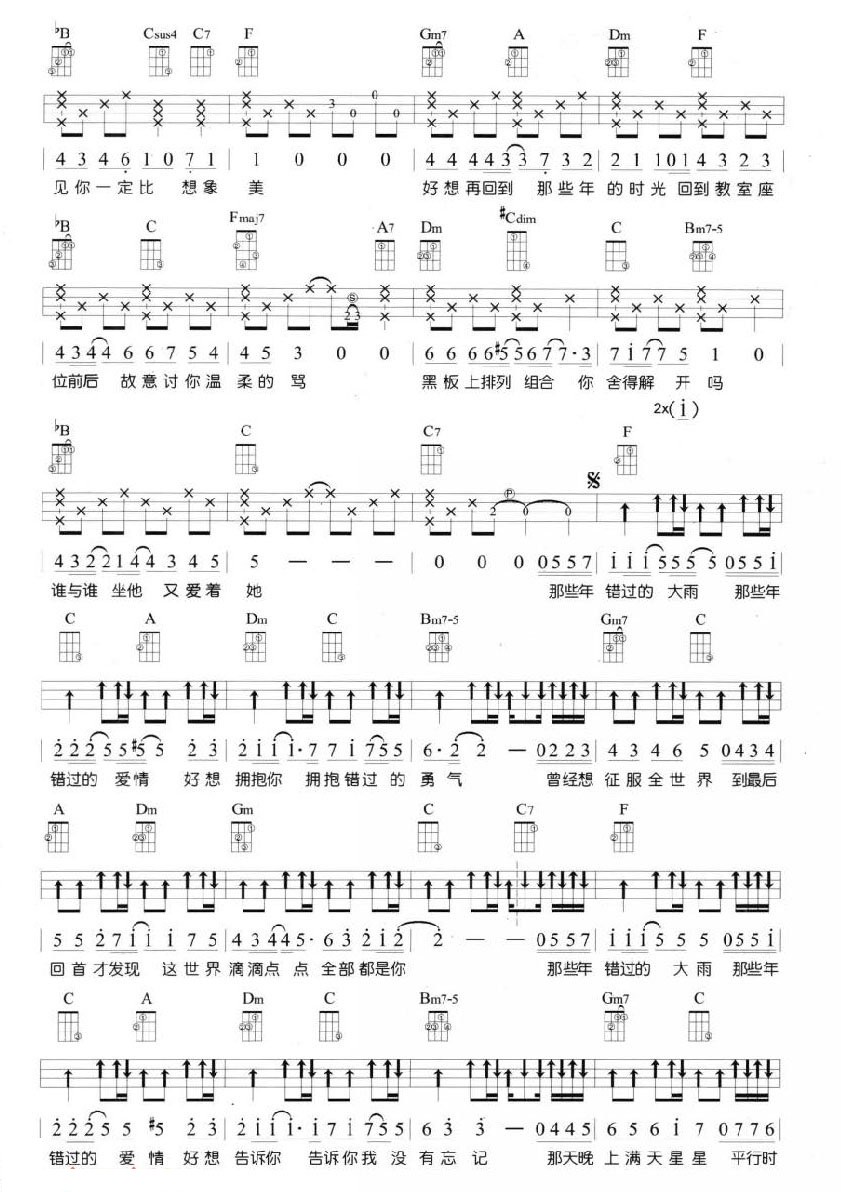 ♭B Csus4 C7 F Gm7 A Dm F
4 3 4 6 1 0 7 1 | 1 0 0 0 | 4 4 4 4 3 3 7 3 2 | 2 1 1 0 1 4 3 2 3
见你一定比 想象 美 好想再回到 那些年的时光 回到教室座
♭B C Fmaj7 A7 Dm #Cdim C Bm7-5
4 3 4 4 6 6 7 5 4 | 4 5 3 0 0 | 6 6 6 6 #5 5 6 7 7· 3 | 7 i 7 7 5 1 0
位前后 故意讨你温 柔的骂 黑板上排列 组合 你 舍得解 开吗
2x(i)
♭B C C7 F
4 3 2 2 2 1 4 4 3 4 5 | 5 — — — | 0 0 0 0 5 5 7 | i i i 5 5 5 5 0 5 5 i
谁与谁 坐他 又爱着 她 那些年 错过的 大雨 那些年
C A Dm C Bm7-5 Gm7 C
2 2 2 5 5 #5 5 2 3 | 2 i i i· 7 7 i 7 5 5 | 6· 2 2 — 0 2 2 3 | 4 3 4 6 5 0 4 3 4
错过的 爱情 好想 拥抱你 拥抱错过 的 勇气 曾经想 征服全世界 到最后
A Dm Gm C C7 F
5 5 2 7 i i i 7 5 | 4 3 4 4 5· 6 3 2 i 2 | 2 — — 0 5 5 7 | i i i 5 5 5 0 5 5 i
回首才发现 这世界 滴滴点点 全部都是你 那些年 错过的 大雨 那些年
C A Dm C Bm7-5 Gm7 C
2 2 2 5 5 #5 2 3 | 2 i i i· i 7 i 7 5 5 | 6 3 3 — 0 4 4 5 | 6 5 6 i 7 0 7 7 6
错过的 爱情 好想 告诉你 告诉你我 没有忘记 那天晚 上满天星星 平行时